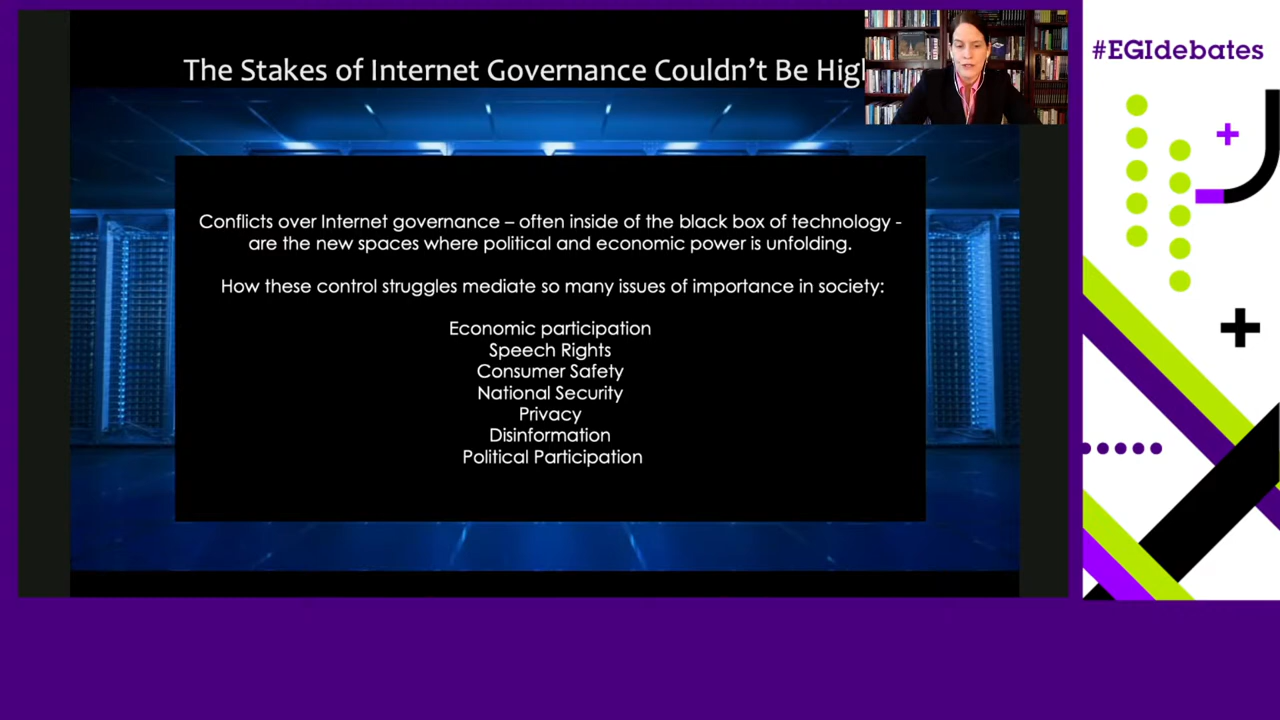 The Stakes of Internet Governance Couldn't Be
#EGIdebates
Conflicts over Internet governance – often inside of the black box of technology -
are the new spaces where political and economic power is unfolding.
How these control struggles mediate so many issues of importance in society:
Economic participation
Speech Rights
Consumer Safety
National Security
Privacy
Disinformation
Political Participation